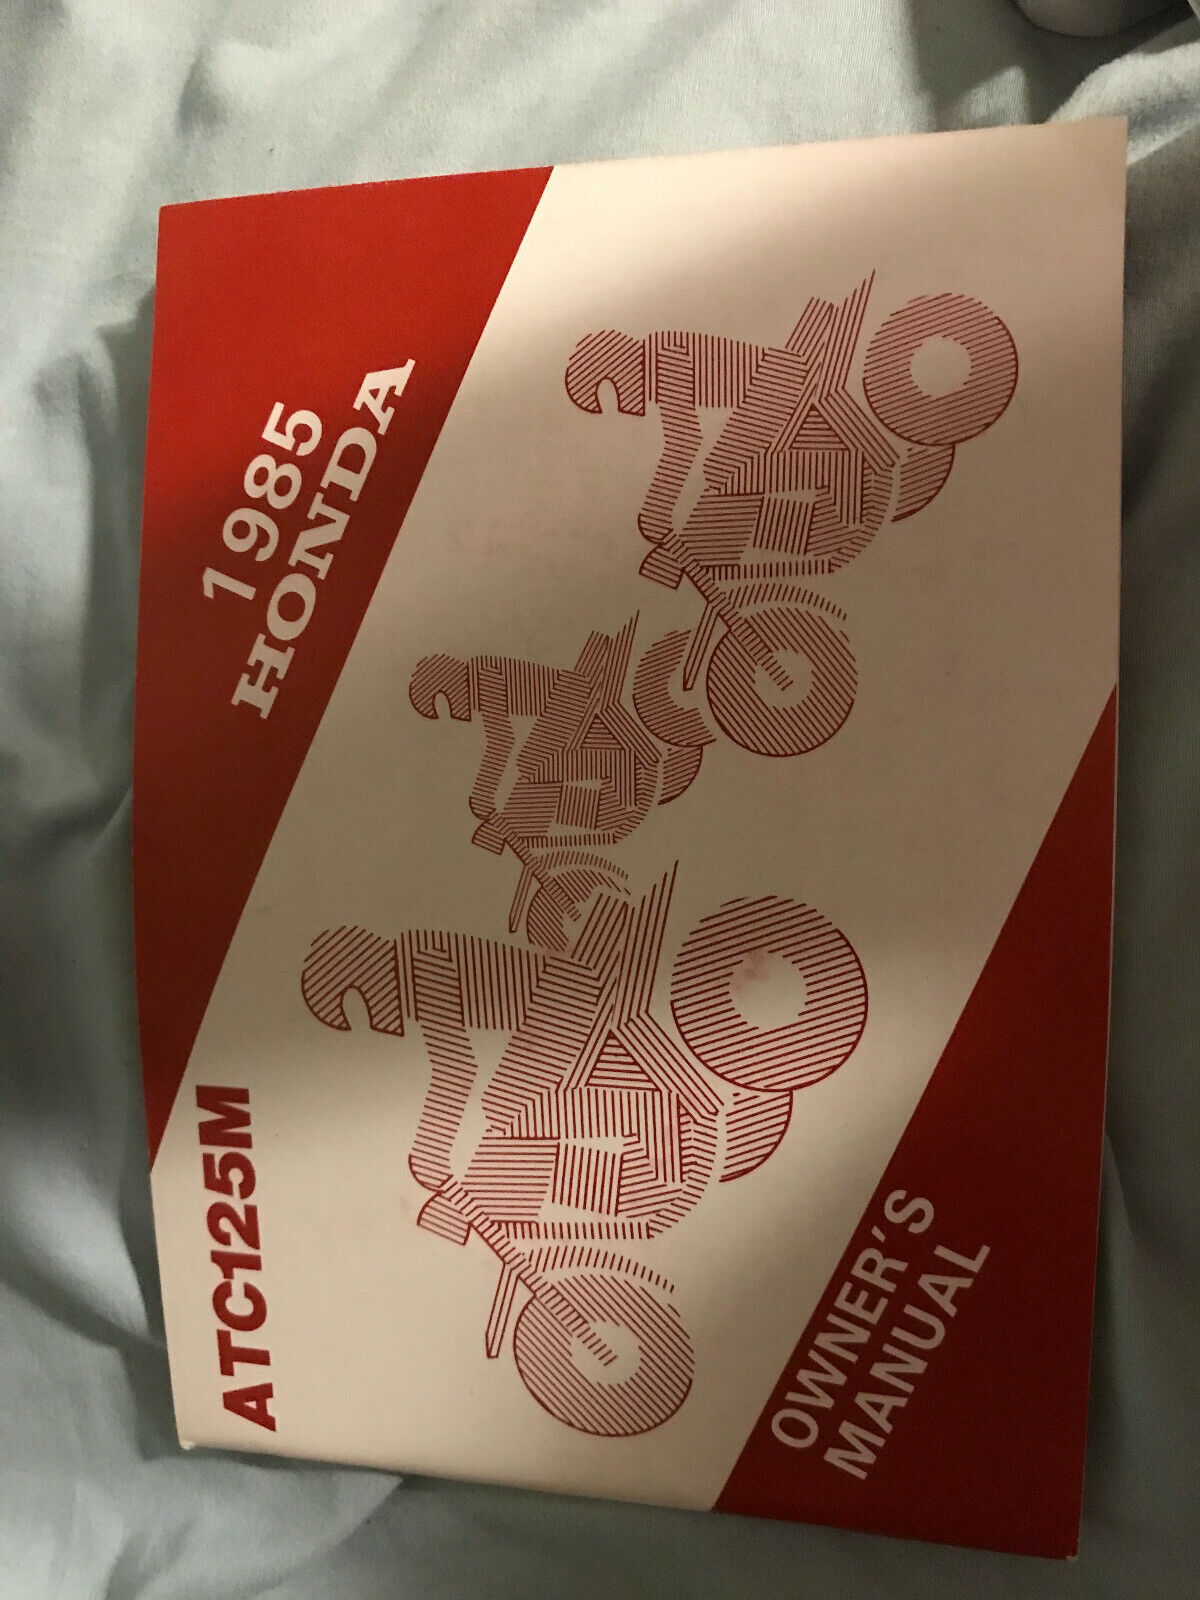 ATC125M
1985
HONDA
OWNER'S
MANUAL